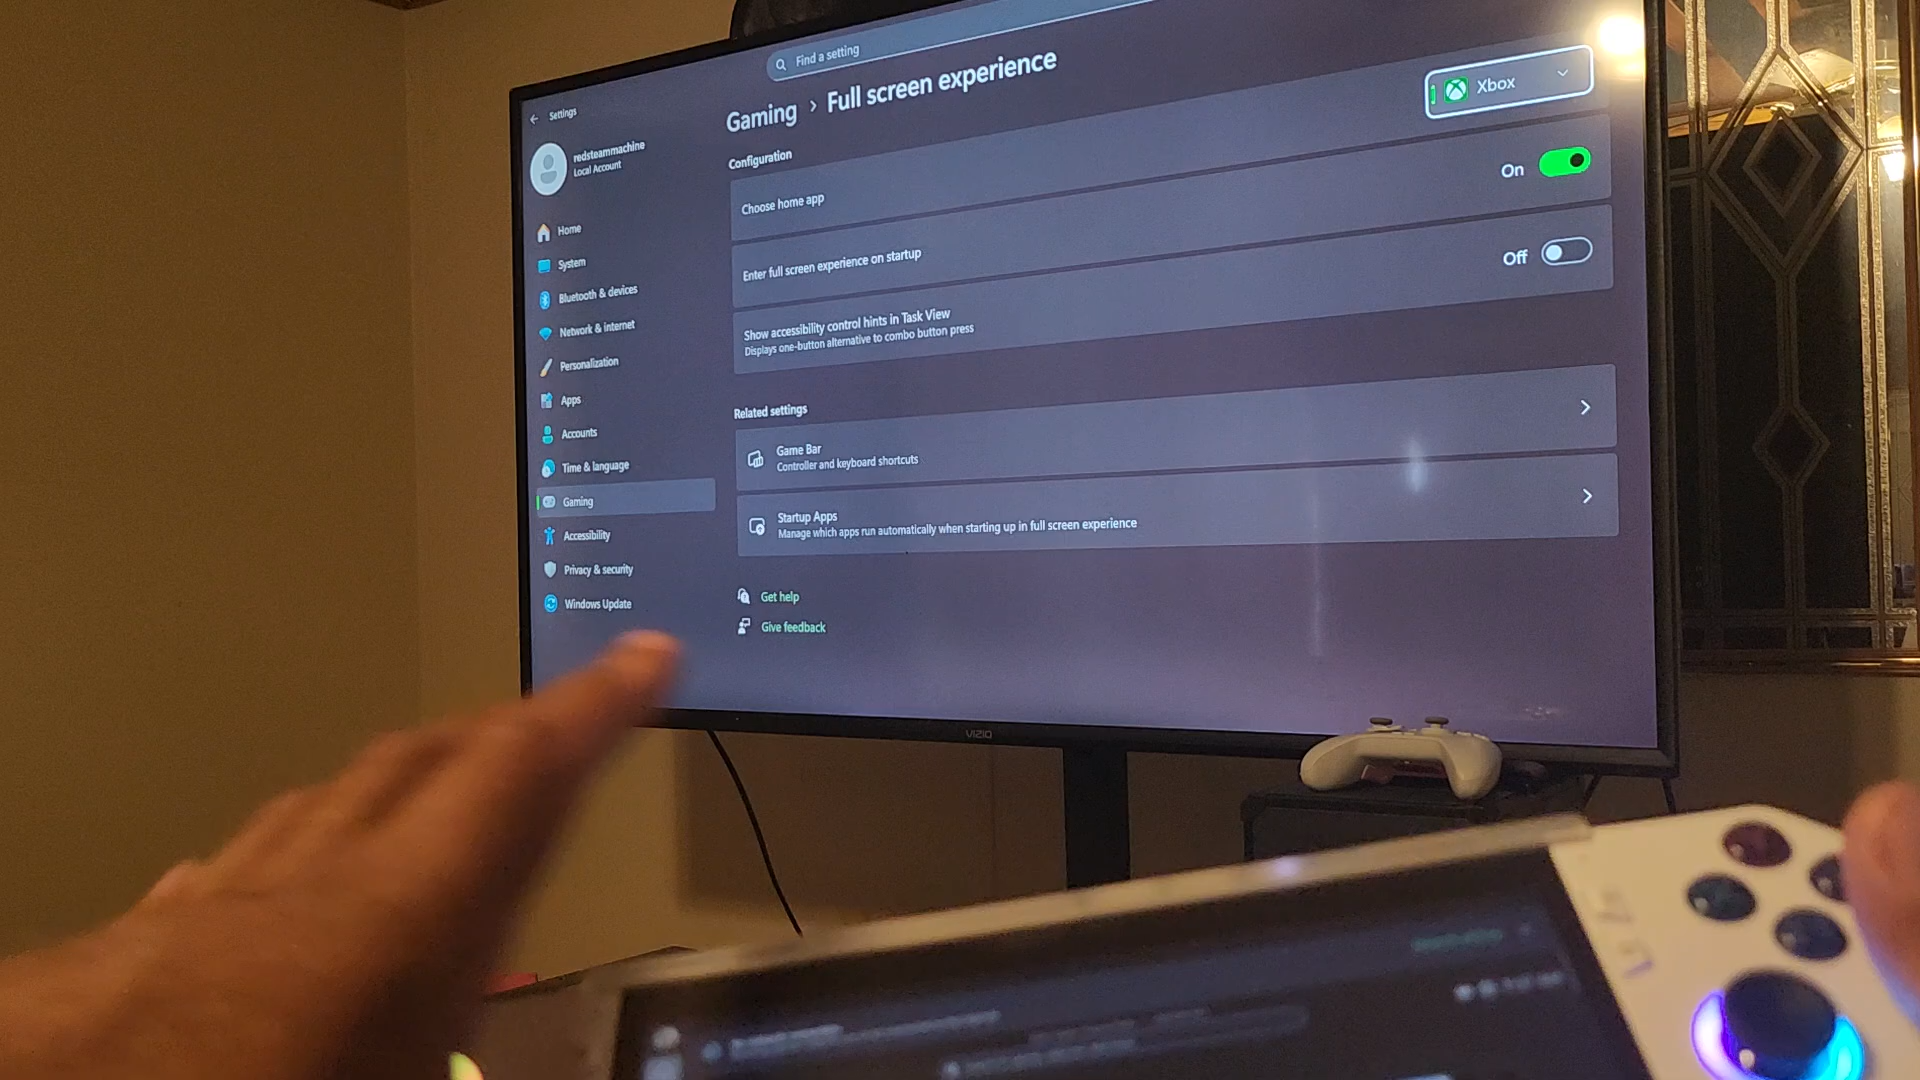 Find a setting
Settings
redsteammachine
Local Account
Home
System
Bluetooth & devices
Network & internet
Personalization
Apps
Accounts
Time & language
Gaming
Accessibility
Privacy & security
Windows Update
Gaming > Full screen experience
Configuration
Choose home app
Xbox
Enter full screen experience on startup
On
Show accessibility control hints in Task View
Displays one-button alternative to combo button press
Off
Related settings
Game Bar
Controller and keyboard shortcuts
Startup Apps
Manage which apps run automatically when starting up in full screen experience
Get help
Give feedback
VIZIO